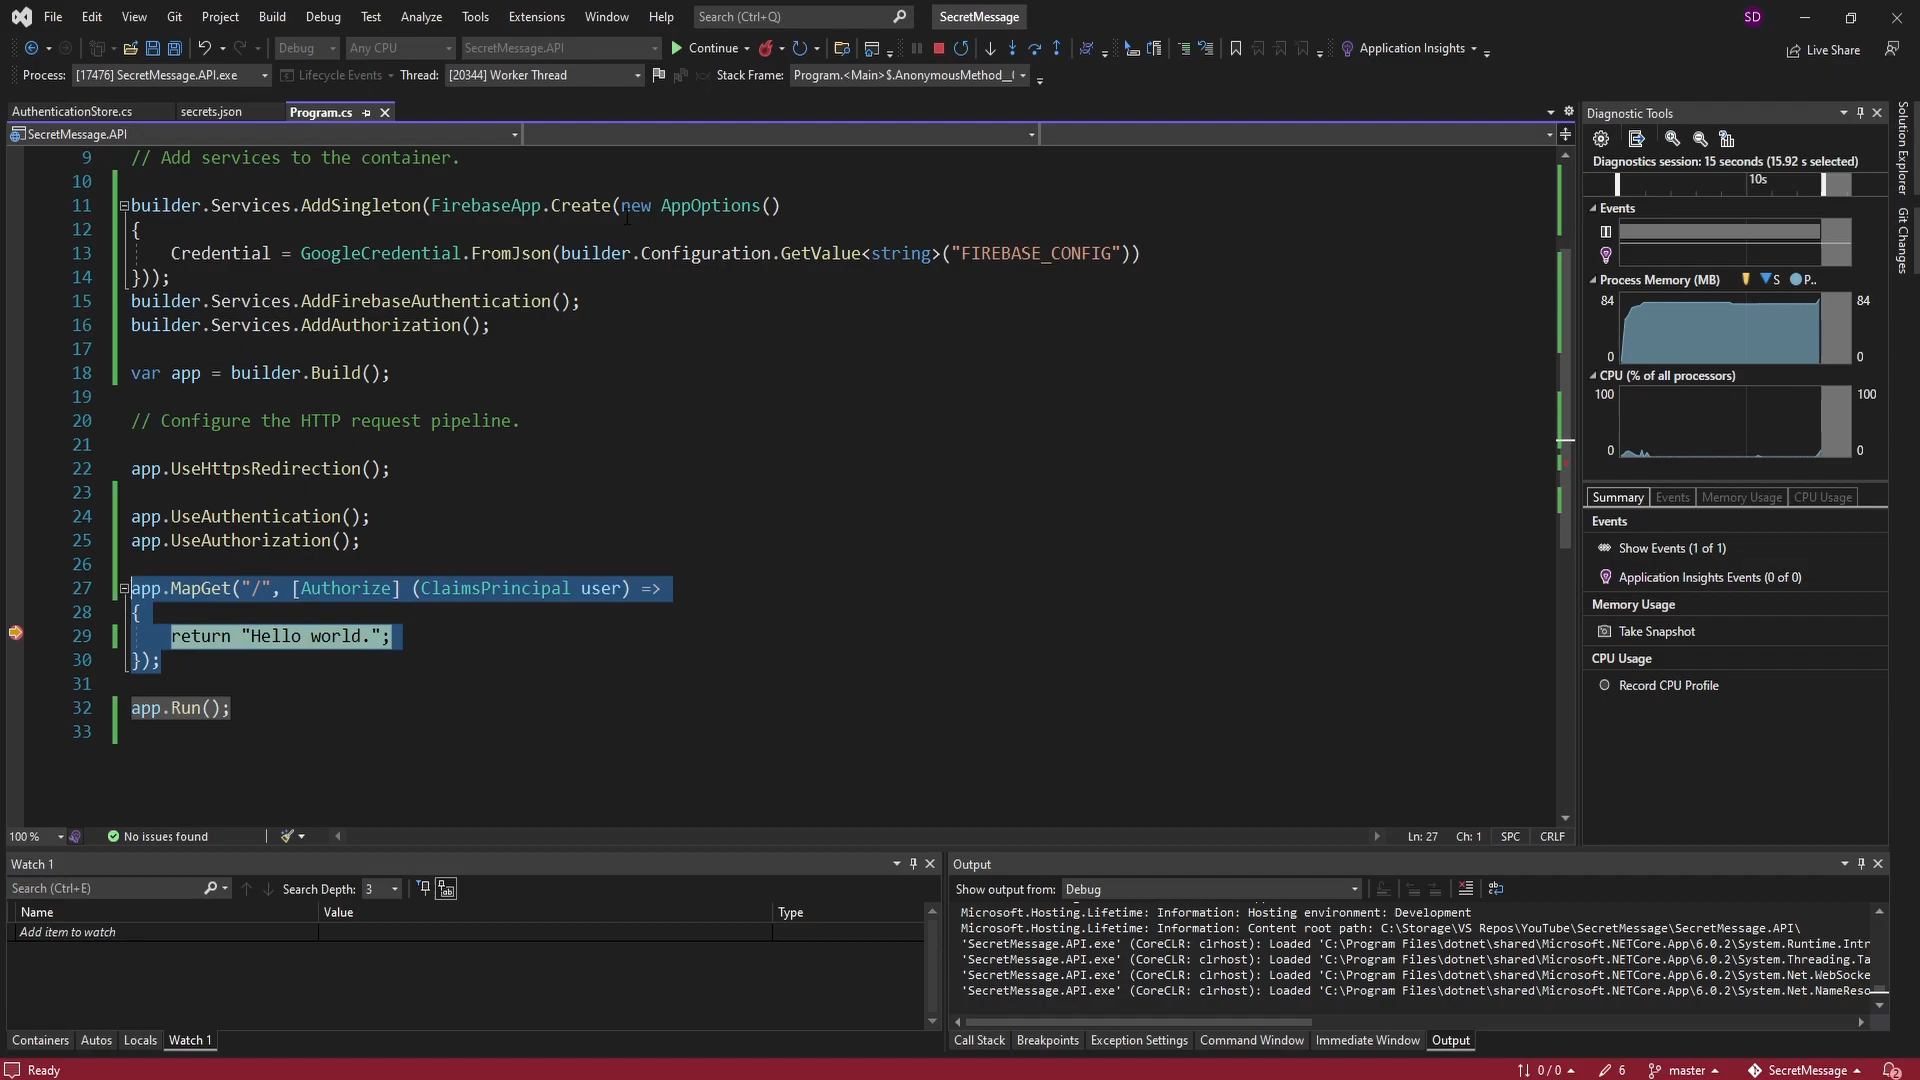 File Edit View Git Project Build Debug Test Analyze Tools Extensions Window Help Search (Ctrl+Q) SecretMessage SD
Debug Any CPU SecretMessage.API Continue Application Insights Live Share
Process: [17476] SecretMessage.API.exe Lifecycle Events Thread: [20344] Worker Thread Stack Frame: Program.<Main>$.AnonymousMethod__(
AuthenticationStore.cs secrets.json Program.cs
SecretMessage.API
9 // Add services to the container.
10
11 builder.Services.AddSingleton(FirebaseApp.Create(new AppOptions()
12 {
13 Credential = GoogleCredential.FromJson(builder.Configuration.GetValue<string>("FIREBASE_CONFIG"))
14 }));
15 builder.Services.AddFirebaseAuthentication();
16 builder.Services.AddAuthorization();
17
18 var app = builder.Build();
19
20 // Configure the HTTP request pipeline.
21
22 app.UseHttpsRedirection();
23
24 app.UseAuthentication();
25 app.UseAuthorization();
26
27 app.MapGet("/", [Authorize] (ClaimsPrincipal user) =>
28 {
29 return "Hello world.";
30 });
31
32 app.Run();
33
100 % No issues found Ln: 27 Ch: 1 SPC CRLF
Diagnostic Tools
Diagnostics session: 15 seconds (15.92 s selected)
10s
Events
Process Memory (MB) S P..
84 84
0 0
CPU (% of all processors)
100 100
0 0
Summary Events Memory Usage CPU Usage
Events
Show Events (1 of 1)
Application Insights Events (0 of 0)
Memory Usage
Take Snapshot
CPU Usage
Record CPU Profile
Solution Explorer
Git Changes
Watch 1
Search (Ctrl+E) Search Depth: 3
Name Value Type
Add item to watch
Containers Autos Locals Watch 1
Output
Show output from: Debug
Microsoft.Hosting.Lifetime: Information: Hosting environment: Development
Microsoft.Hosting.Lifetime: Information: Content root path: C:\Storage\VS Repos\YouTube\SecretMessage\SecretMessage.API\
'SecretMessage.API.exe' (CoreCLR: clrhost): Loaded 'C:\Program Files\dotnet\shared\Microsoft.NETCore.App\6.0.2\System.Runtime.Intr
'SecretMessage.API.exe' (CoreCLR: clrhost): Loaded 'C:\Program Files\dotnet\shared\Microsoft.NETCore.App\6.0.2\System.Threading.Ta
'SecretMessage.API.exe' (CoreCLR: clrhost): Loaded 'C:\Program Files\dotnet\shared\Microsoft.NETCore.App\6.0.2\System.Net.WebSocke
'SecretMessage.API.exe' (CoreCLR: clrhost): Loaded 'C:\Program Files\dotnet\shared\Microsoft.NETCore.App\6.0.2\System.Net.NameReso
Call Stack Breakpoints Exception Settings Command Window Immediate Window Output
Ready 0 / 0 6 master SecretMessage 2